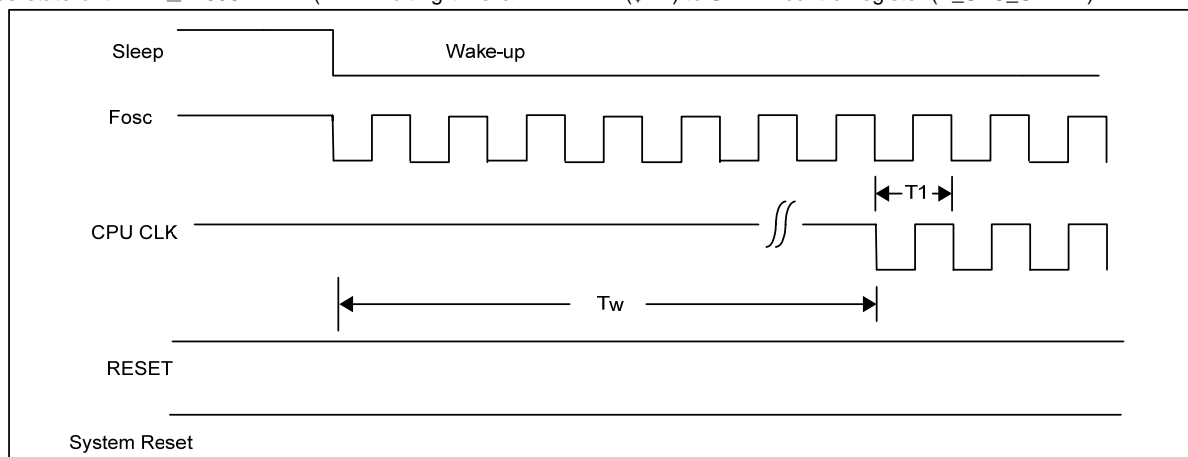 Sleep
Wake-up
Fosc
T1
CPU CLK
Tw
RESET
System Reset